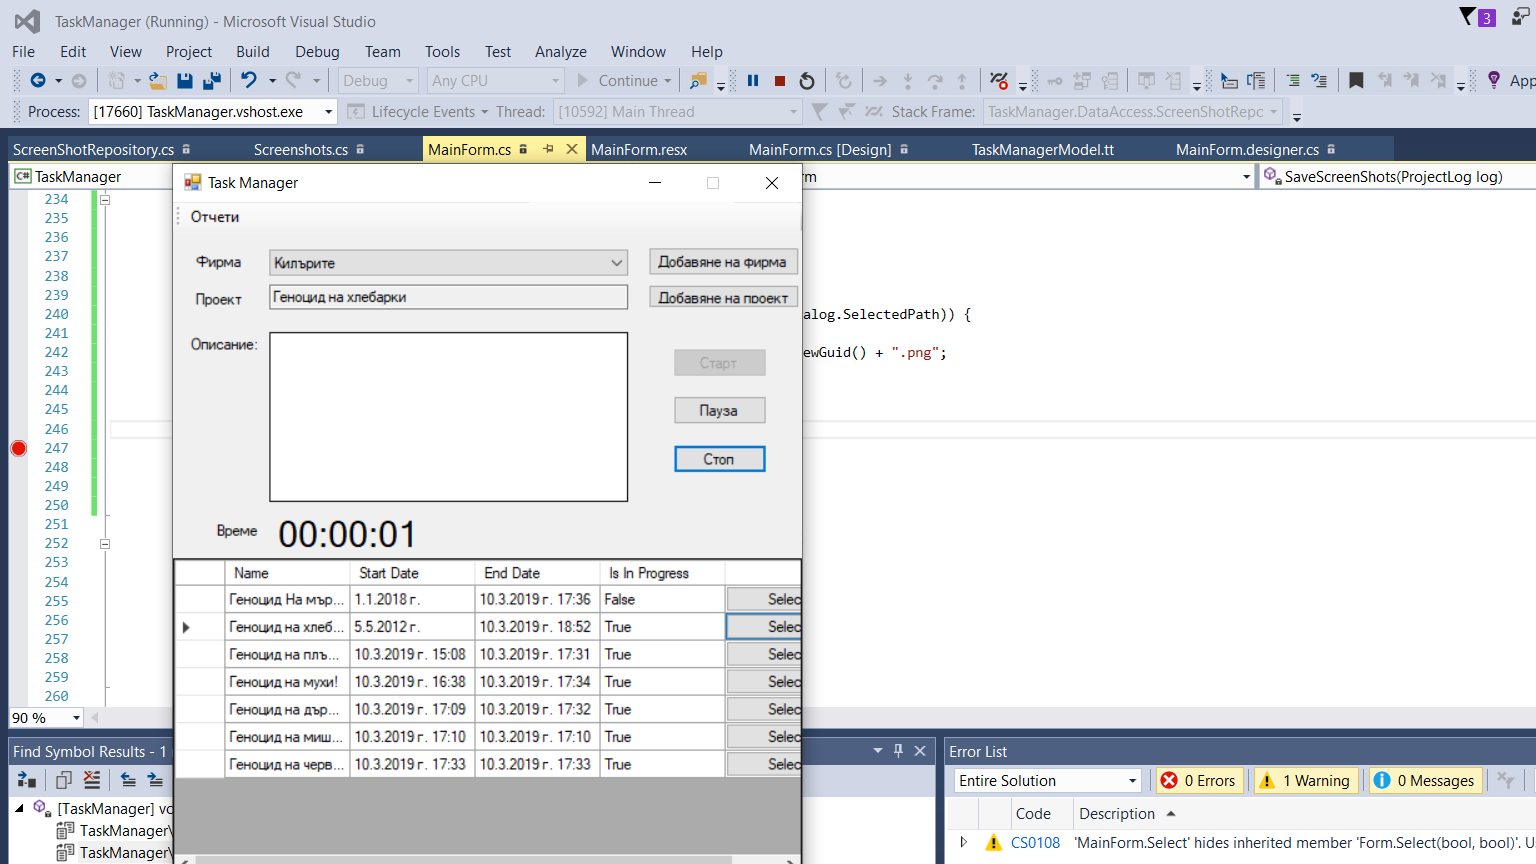 TaskManager (Running) - Microsoft Visual Studio
3
File Edit View Project Build Debug Team Tools Test Analyze Window Help
Debug Any CPU Continue
Process: [17660] TaskManager.vshost.exe Lifecycle Events Thread: [10592] Main Thread Stack Frame: TaskManager.DataAccess.ScreenShotRepc
ScreenShotRepository.cs Screenshots.cs MainForm.cs MainForm.resx MainForm.cs [Design] TaskManagerModel.tt MainForm.designer.cs
C# TaskManager
SaveScreenShots(ProjectLog log)
Task Manager
Отчети
Фирма Килърите Добавяне на фирма
Проект Геноцид на хлебарки Добавяне на проект
Описание:
Старт
Пауза
Стоп
Време 00:00:01
Name Start Date End Date Is In Progress
Геноцид На мър... 1.1.2018 г. 10.3.2019 г. 17:36 False Selec
Геноцид на хлеб... 5.5.2012 г. 10.3.2019 г. 18:52 True Selec
Геноцид на плъ... 10.3.2019 г. 15:08 10.3.2019 г. 17:31 True Selec
Геноцид на мухи! 10.3.2019 г. 16:38 10.3.2019 г. 17:34 True Selec
Геноцид на дър... 10.3.2019 г. 17:09 10.3.2019 г. 17:32 True Selec
Геноцид на миш... 10.3.2019 г. 17:10 10.3.2019 г. 17:10 True Selec
Геноцид на черв... 10.3.2019 г. 17:33 10.3.2019 г. 17:33 True Selec
234
235
236
237
238
239
240 alog.SelectedPath)) {
241
242 ewGuid() + ".png";
243
244
245
246
247
248
249
250
251
252
253
254
255
256
257
258
259
260
90 %
Find Symbol Results - 1
[TaskManager] vo
TaskManager\
TaskManager\
Error List
Entire Solution 0 Errors 1 Warning 0 Messages
Code Description
CS0108 'MainForm.Select' hides inherited member 'Form.Select(bool, bool)'. U